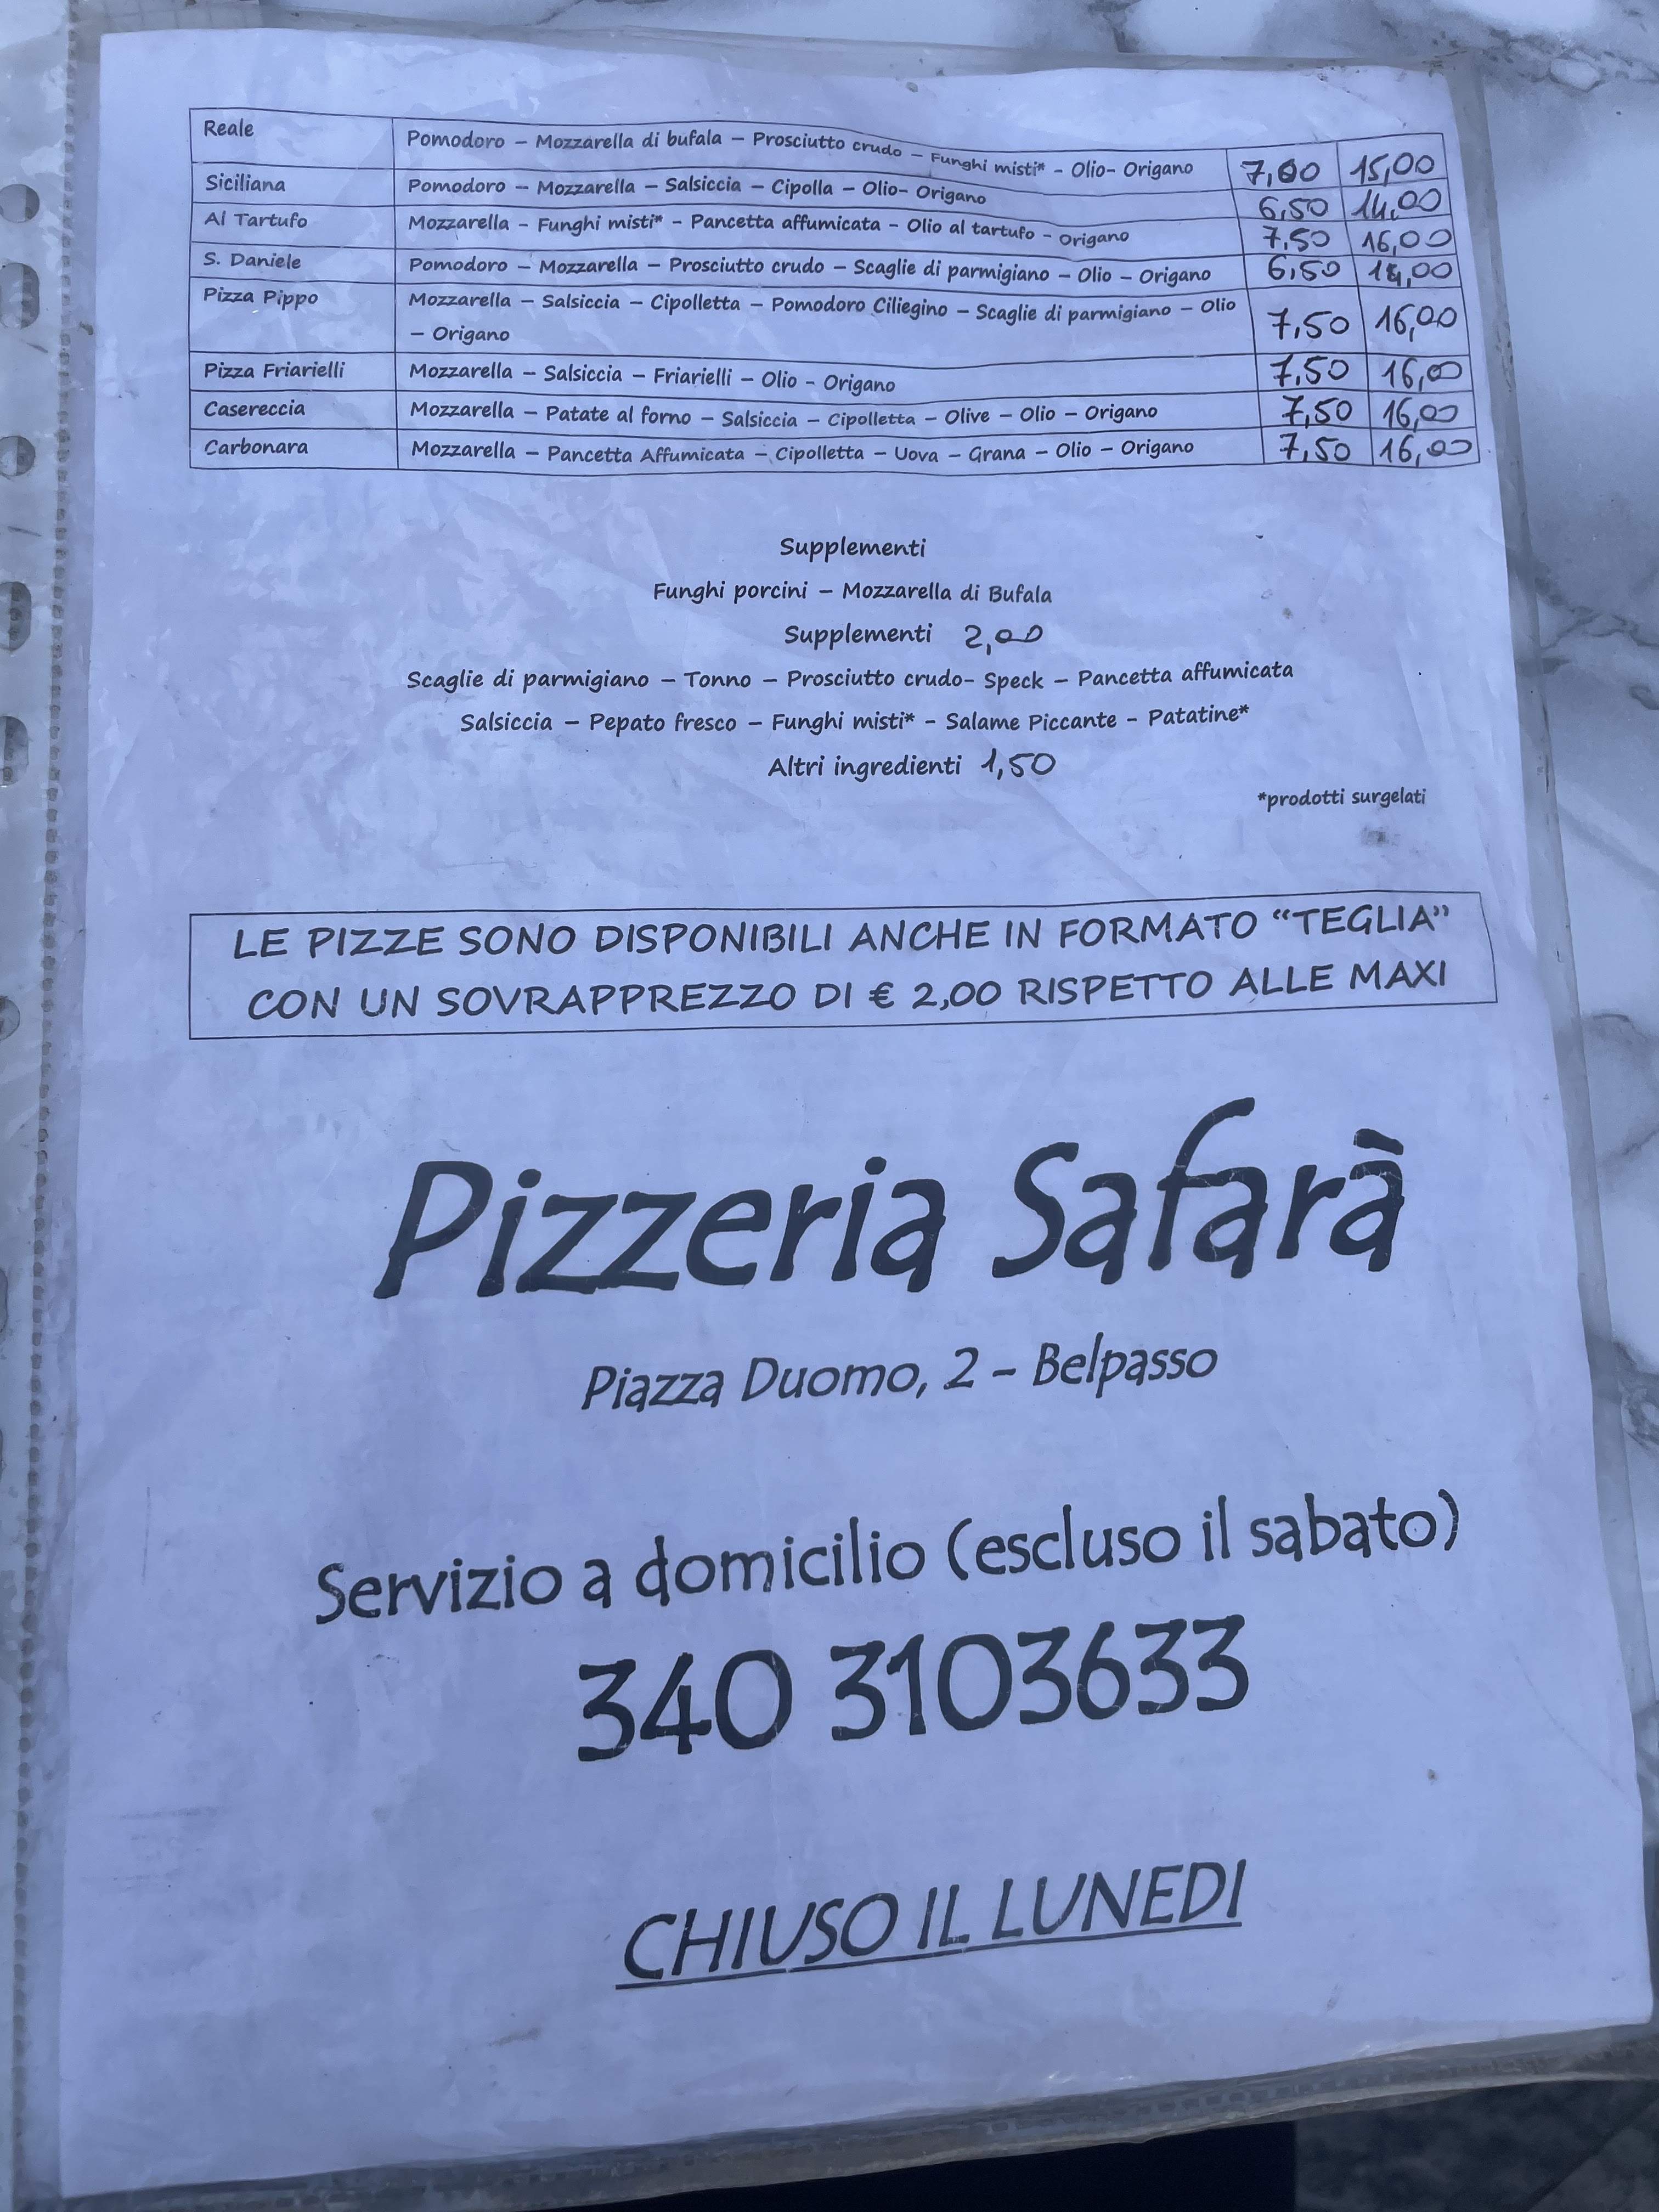 Reale Pomodoro – Mozzarella di bufala – Prosciutto crudo – Funghi misti* - Olio- Origano 7,00 15,00
Siciliana Pomodoro – Mozzarella – Salsiccia – Cipolla – Olio- Origano 6,50 14,00
Al Tartufo Mozzarella – Funghi misti* - Pancetta affumicata - Olio al tartufo - Origano 7,50 16,00
S. Daniele Pomodoro – Mozzarella – Prosciutto crudo – Scaglie di parmigiano – Olio – Origano 6,50 14,00
Pizza Pippo Mozzarella – Salsiccia – Cipolletta – Pomodoro Ciliegino – Scaglie di parmigiano – Olio
– Origano 7,50 16,00
Pizza Friarielli Mozzarella – Salsiccia – Friarielli – Olio - Origano 7,50 16,00
Casereccia Mozzarella – Patate al forno – Salsiccia – Cipolletta – Olive – Olio – Origano 7,50 16,00
Carbonara Mozzarella – Pancetta Affumicata – Cipolletta – Uova – Grana – Olio – Origano 7,50 16,00
Supplementi
Funghi porcini – Mozzarella di Bufala
Supplementi 2,00
Scaglie di parmigiano – Tonno – Prosciutto crudo- Speck – Pancetta affumicata
Salsiccia – Pepato fresco – Funghi misti* - Salame Piccante - Patatine*
Altri ingredienti 1,50
*prodotti surgelati
LE PIZZE SONO DISPONIBILI ANCHE IN FORMATO “TEGLIA”
CON UN SOVRAPPREZZO DI € 2,00 RISPETTO ALLE MAXI
Pizzeria Safarà
Piazza Duomo, 2 - Belpasso
Servizio a domicilio (escluso il sabato)
340 3103633
CHIUSO IL LUNEDI